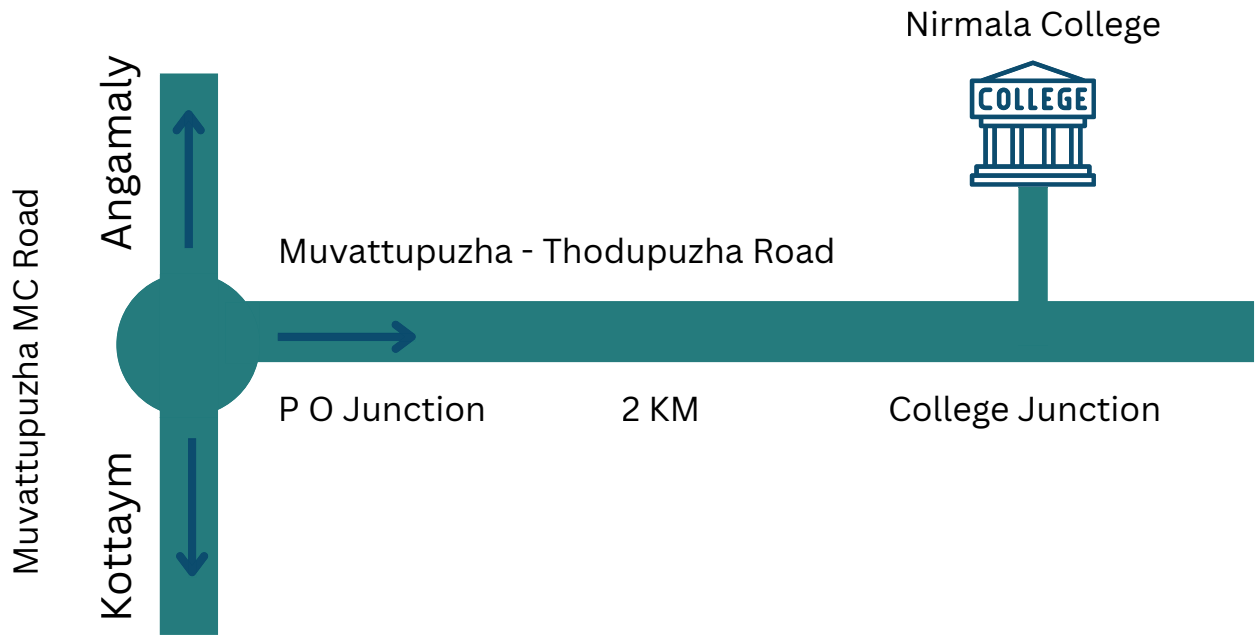 Nirmala College
COLLEGE
Angamaly
Muvattupuzha MC Road
Muvattupuzha - Thodupuzha Road
P O Junction
2 KM
College Junction
Kottaym